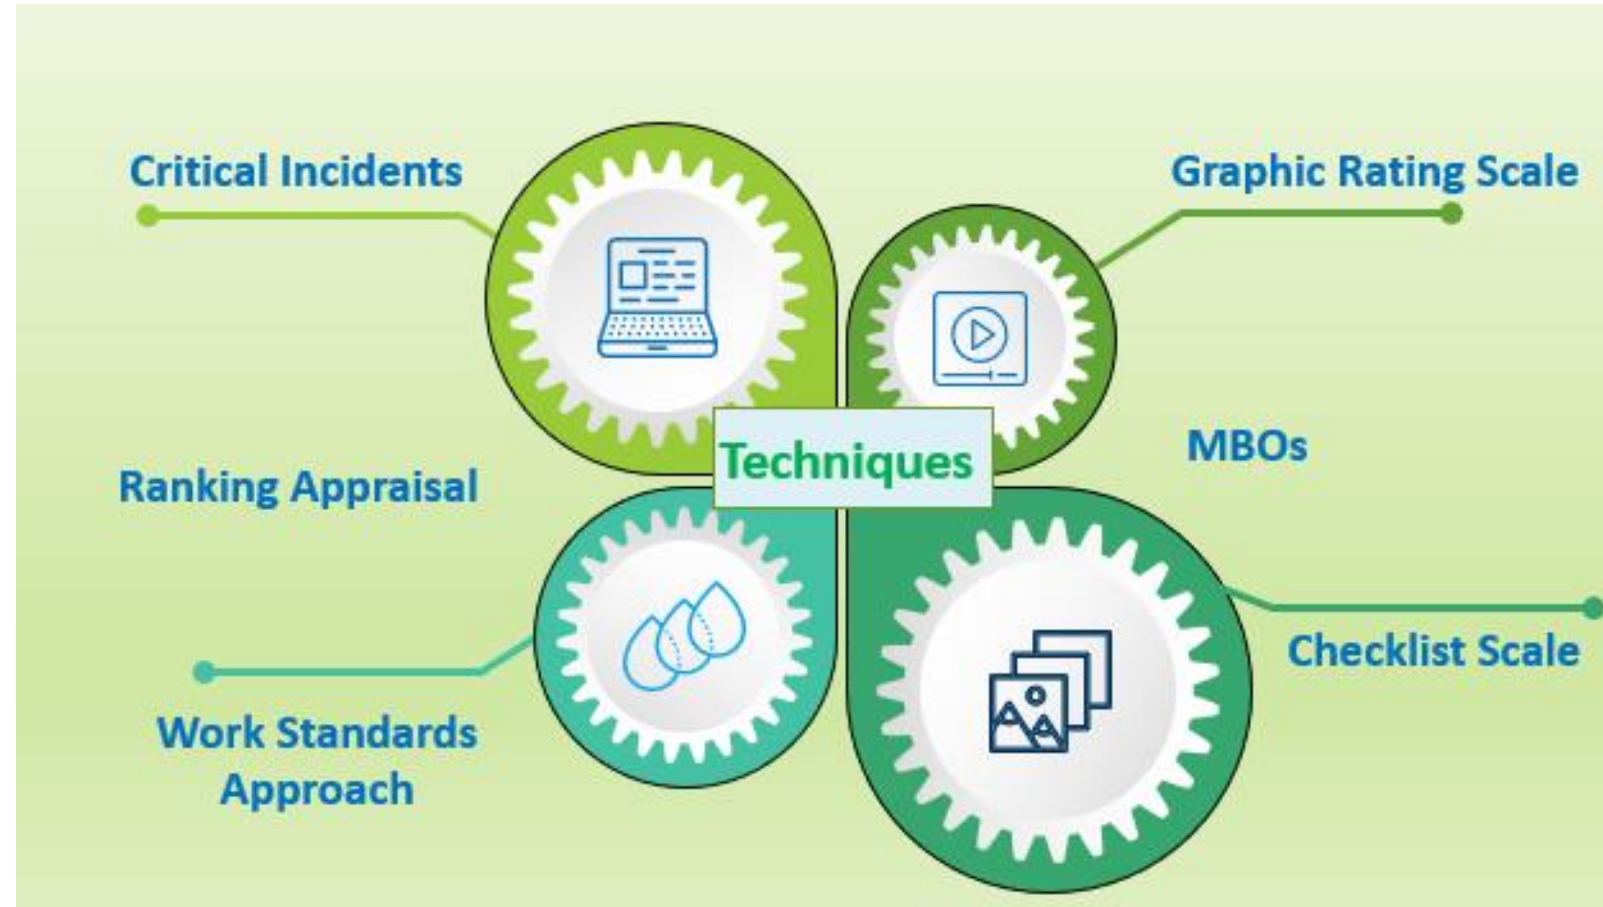 Critical Incidents
Graphic Rating Scale
Techniques
MBOs
Ranking Appraisal
Checklist Scale
Work Standards
Approach